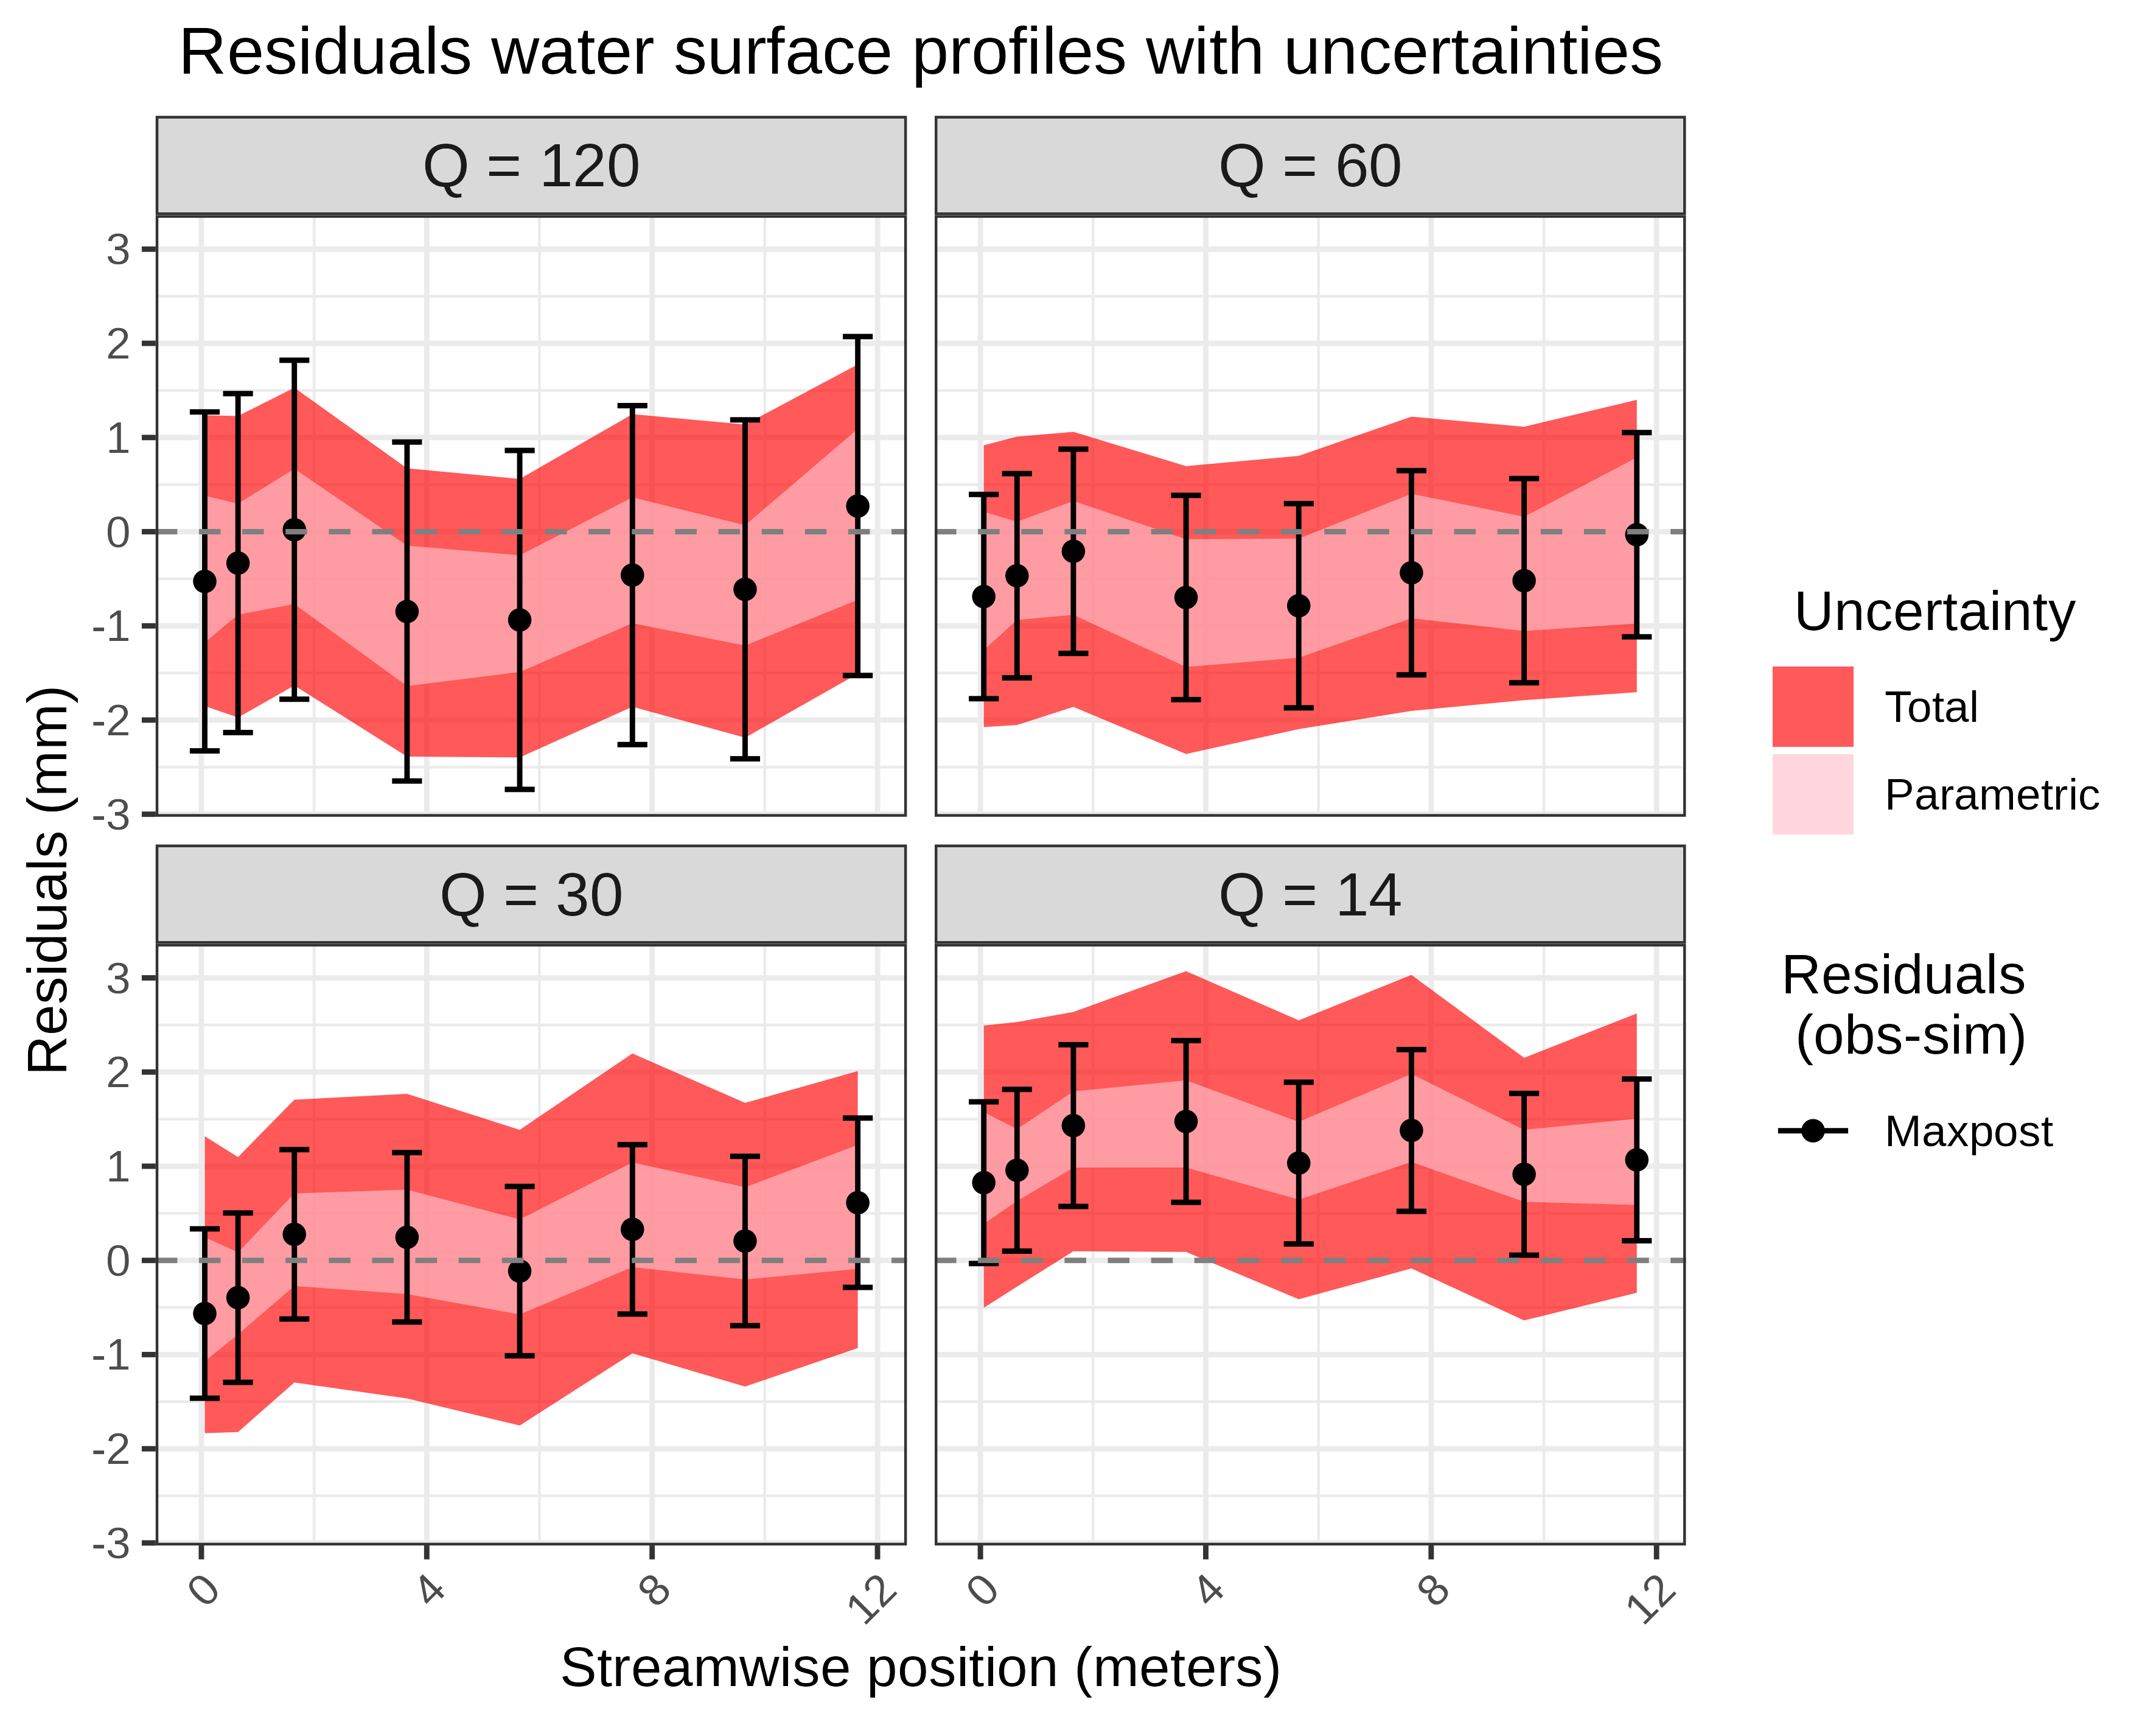 Residuals water surface profiles with uncertainties
Q = 120
Q = 60
3
2
1
0
-1
-2
-3
Q = 30
Q = 14
3
2
1
0
-1
-2
-3
0
4
8
12
0
4
8
12
Residuals (mm)
Streamwise position (meters)
Uncertainty
Total
Parametric
Residuals
(obs-sim)
Maxpost